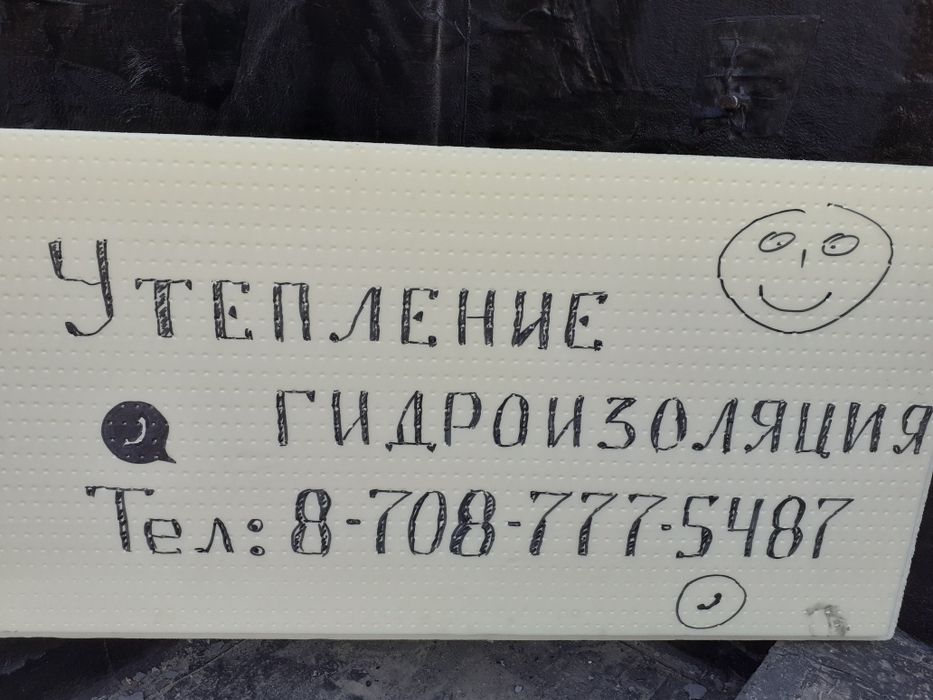 Утепление
гидроизоляция
Тел: 8-708-777-5487